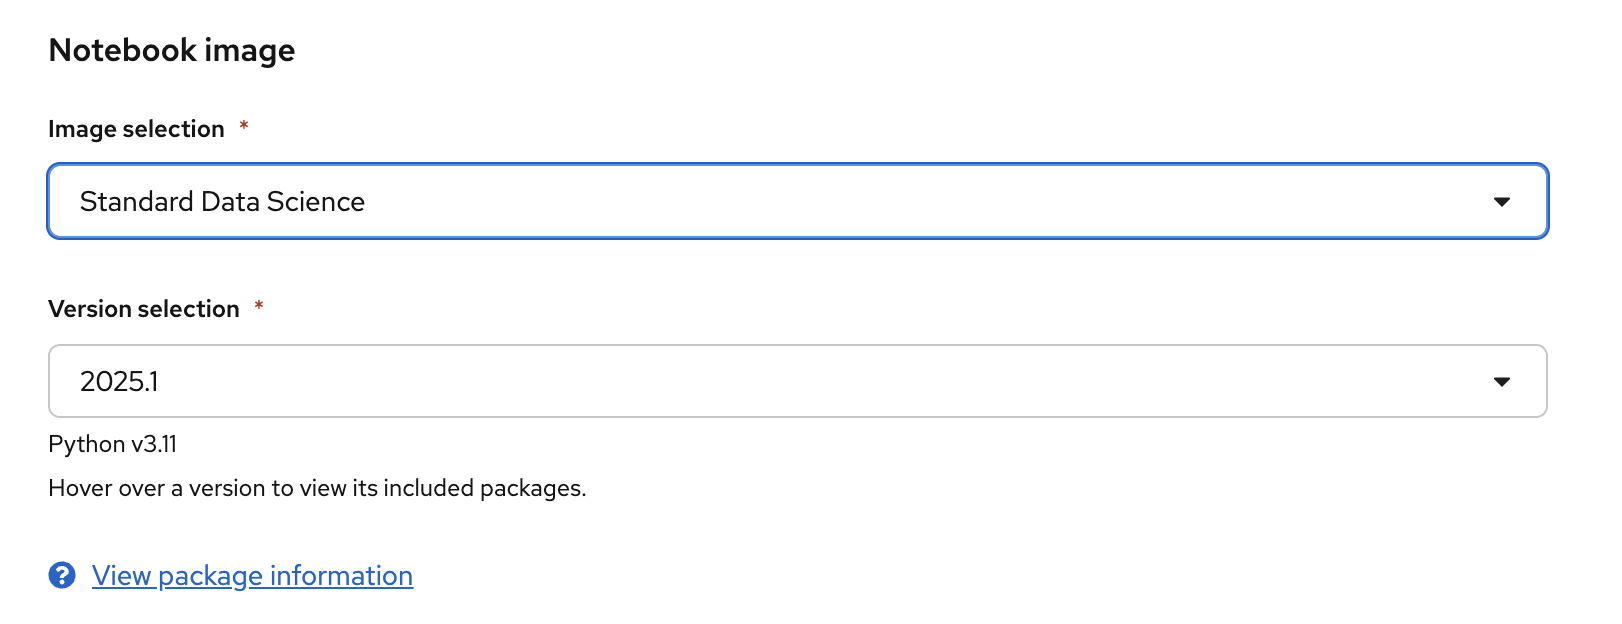 Notebook image
Image selection *
Standard Data Science
Version selection *
2025.1
Python v3.11
Hover over a version to view its included packages.
? View package information